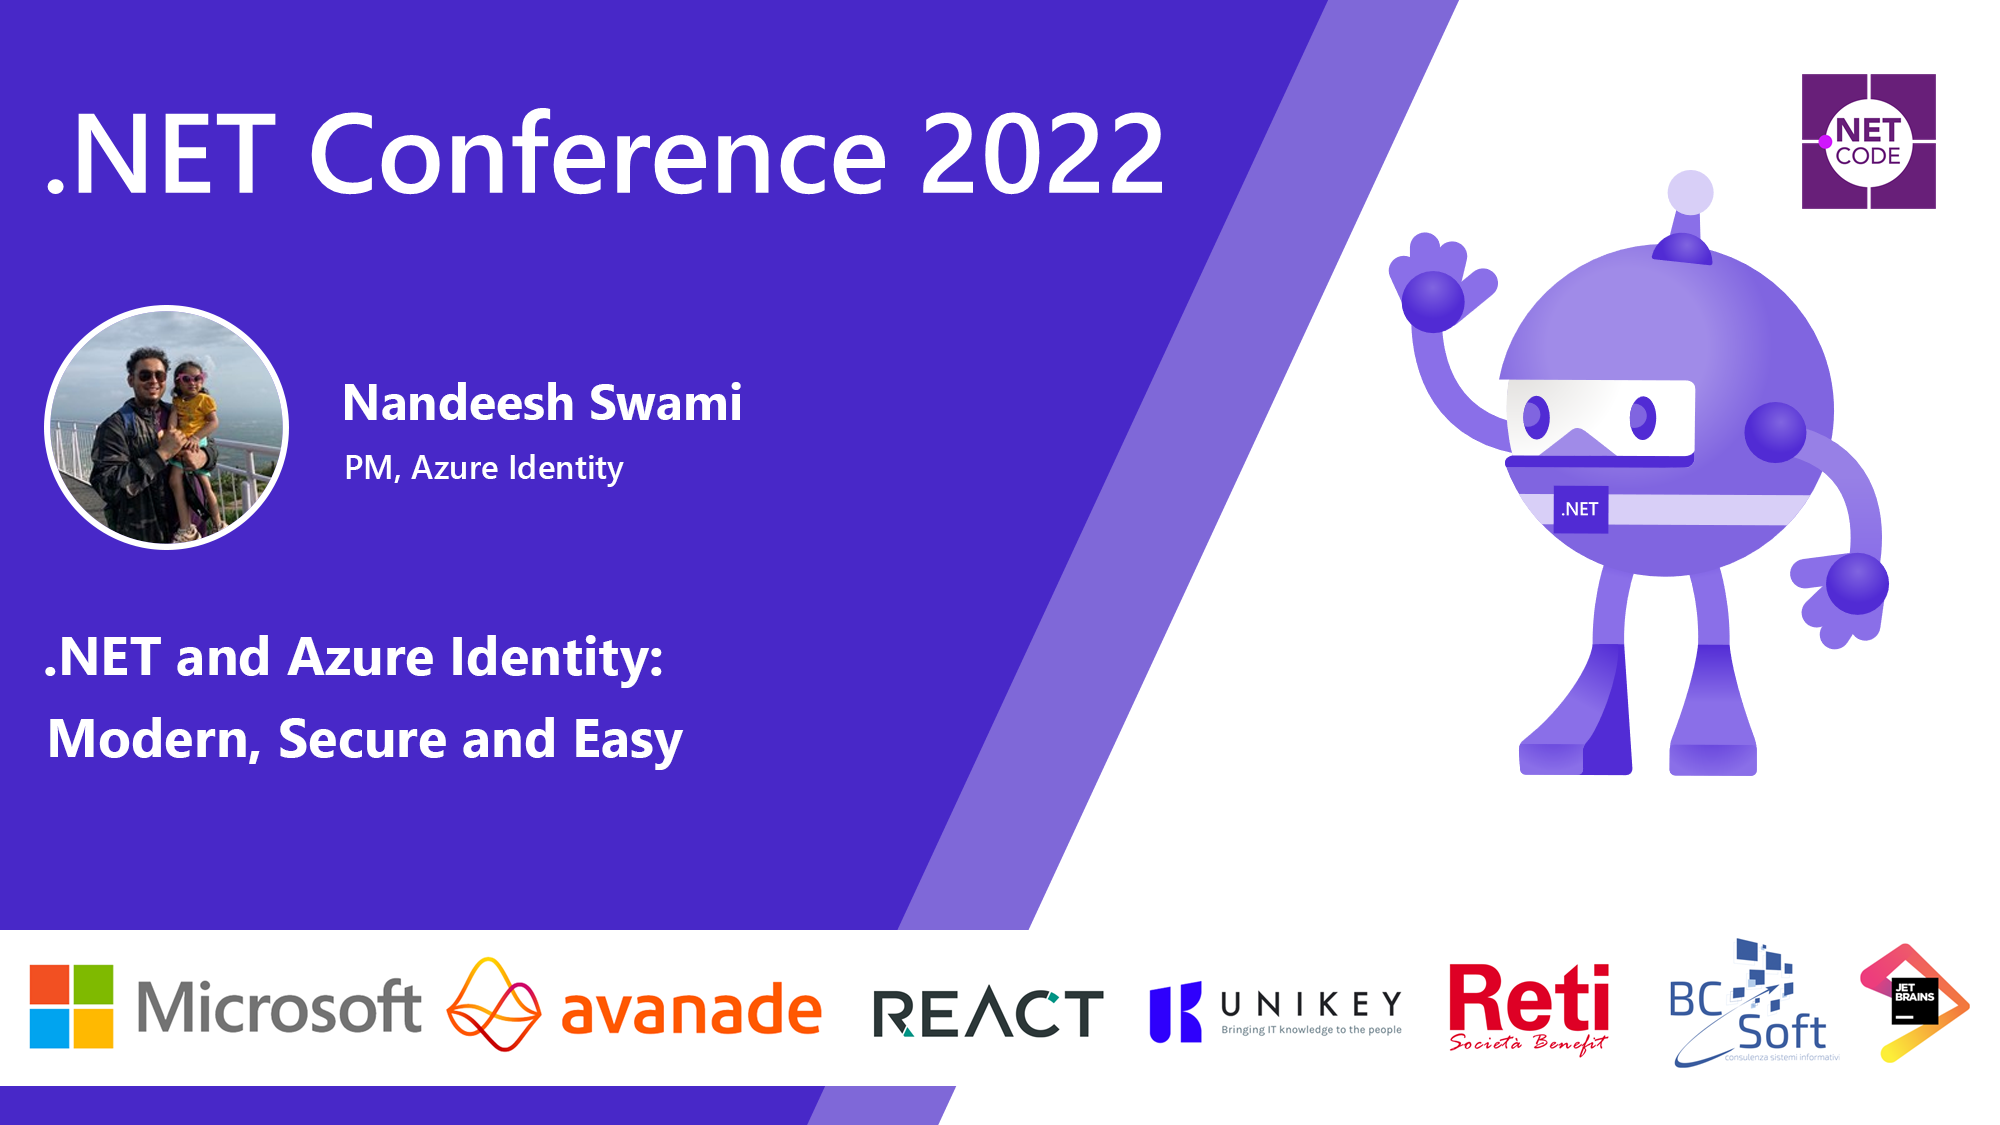 .NET Conference 2022
NET
CODE
Nandeesh Swami
PM, Azure Identity
.NET
.NET and Azure Identity:
Modern, Secure and Easy
Microsoft
avanade
REACT
UNIKEY
Bringing IT knowledge to the people
Reti
Società Benefit
BC
Soft
consulenza sistemi informativi
JET
BRAINS